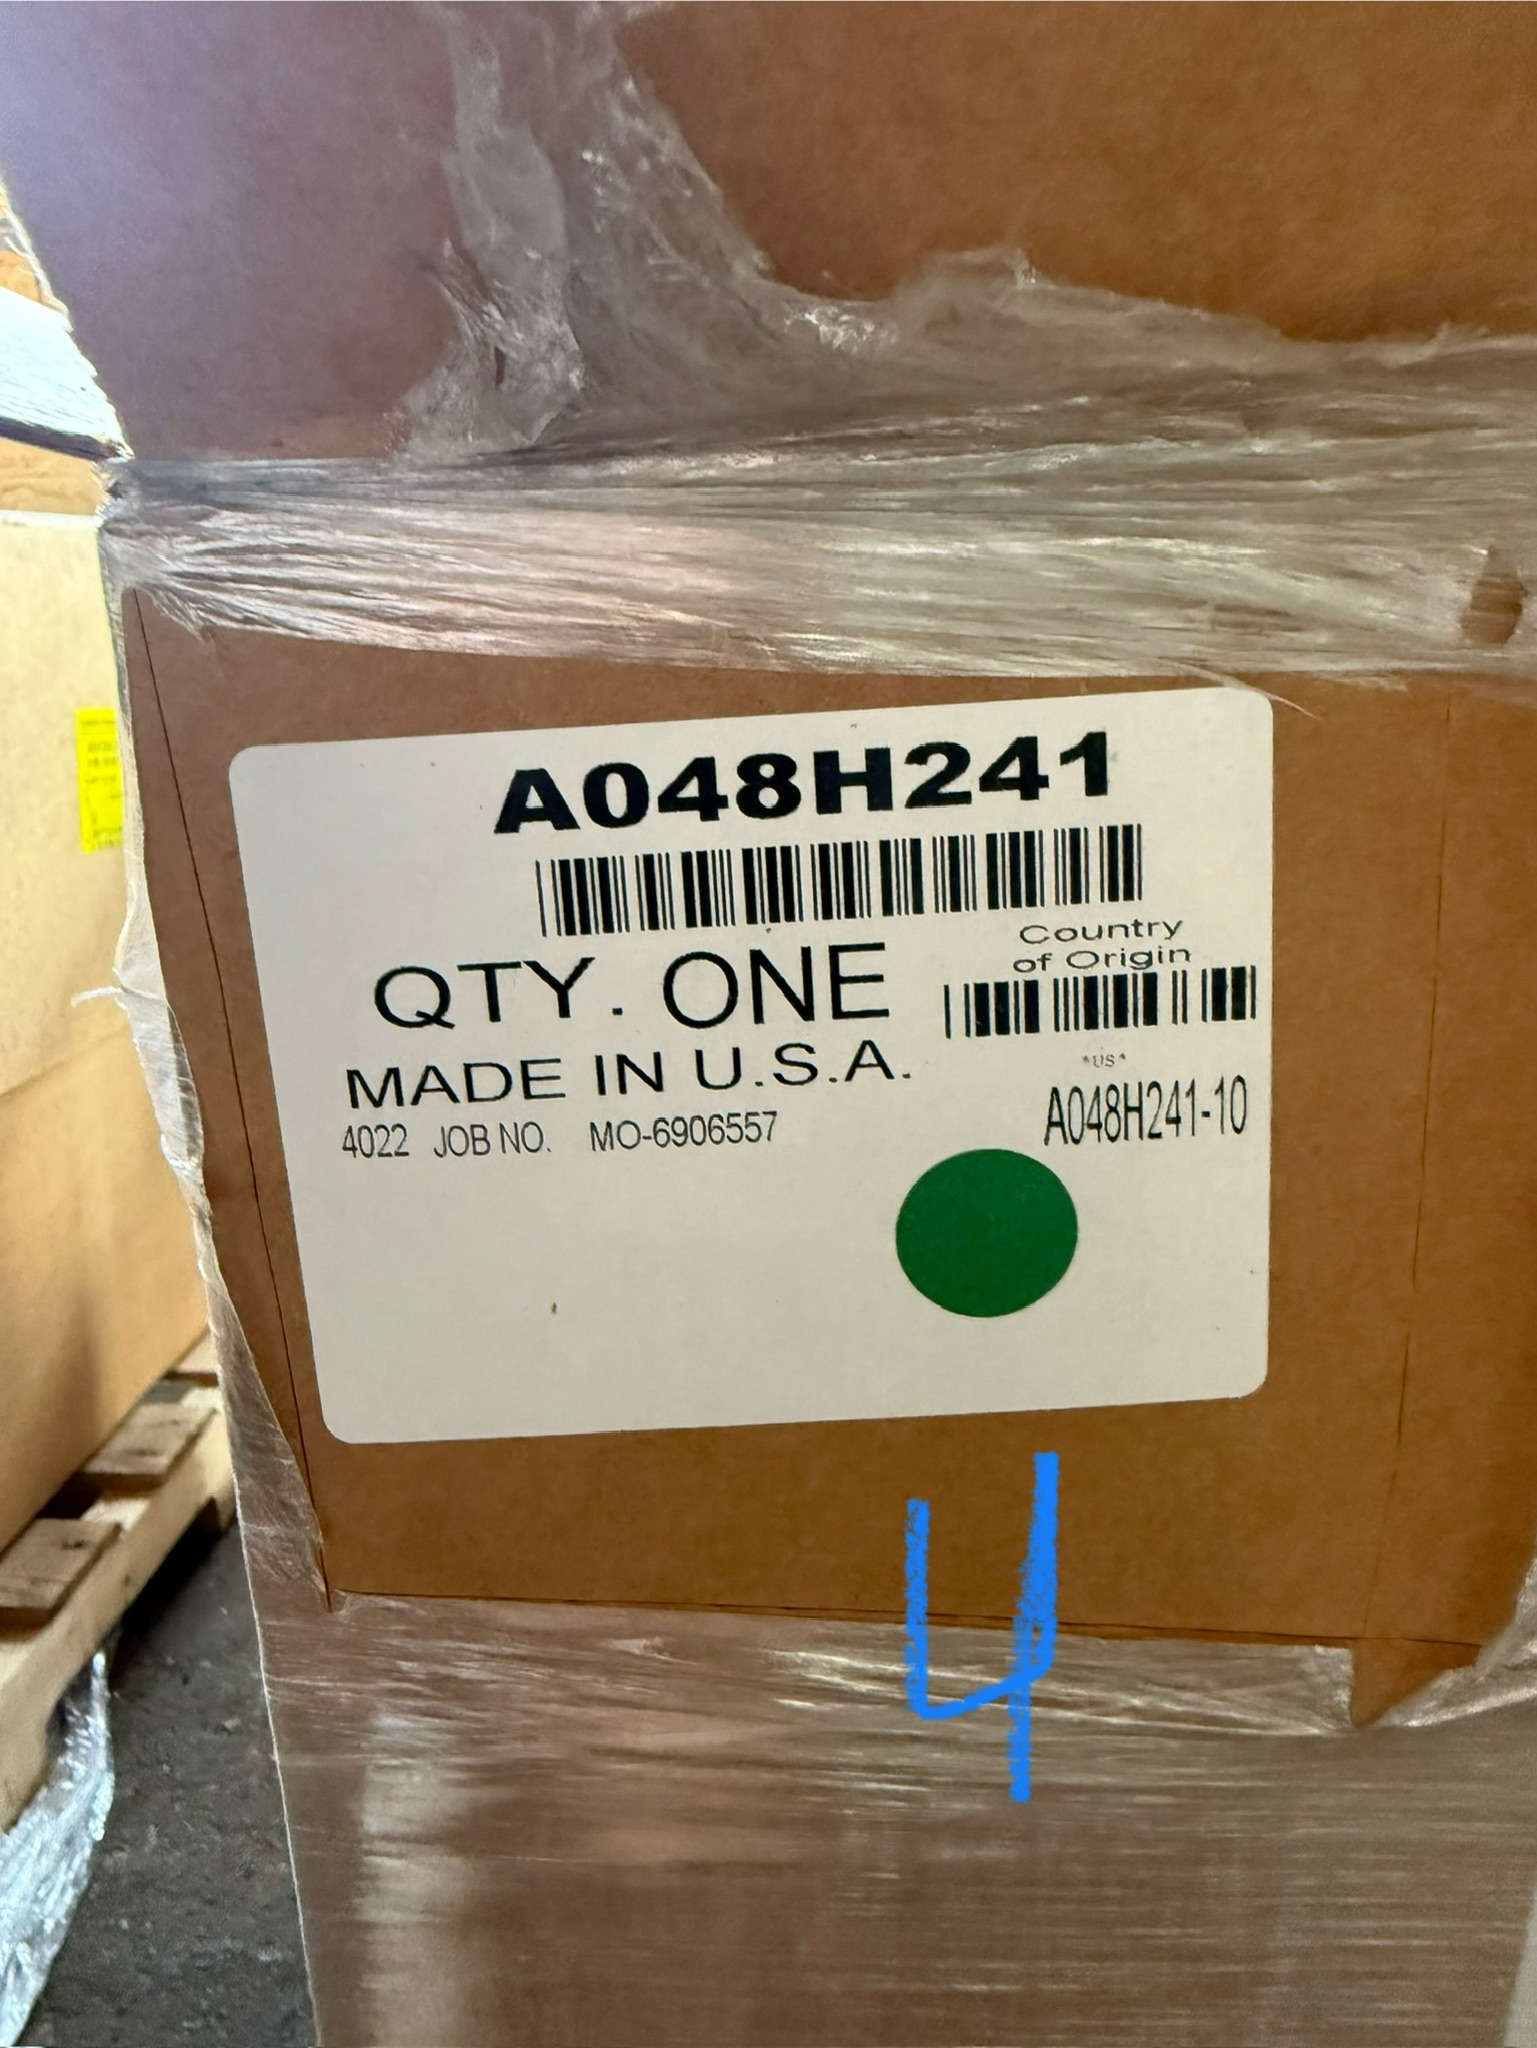 A048H241
QTY. ONE
Country
of Origin
*US*
MADE IN U.S.A.
A048H241-10
4022 JOB NO. MO-6906557
4